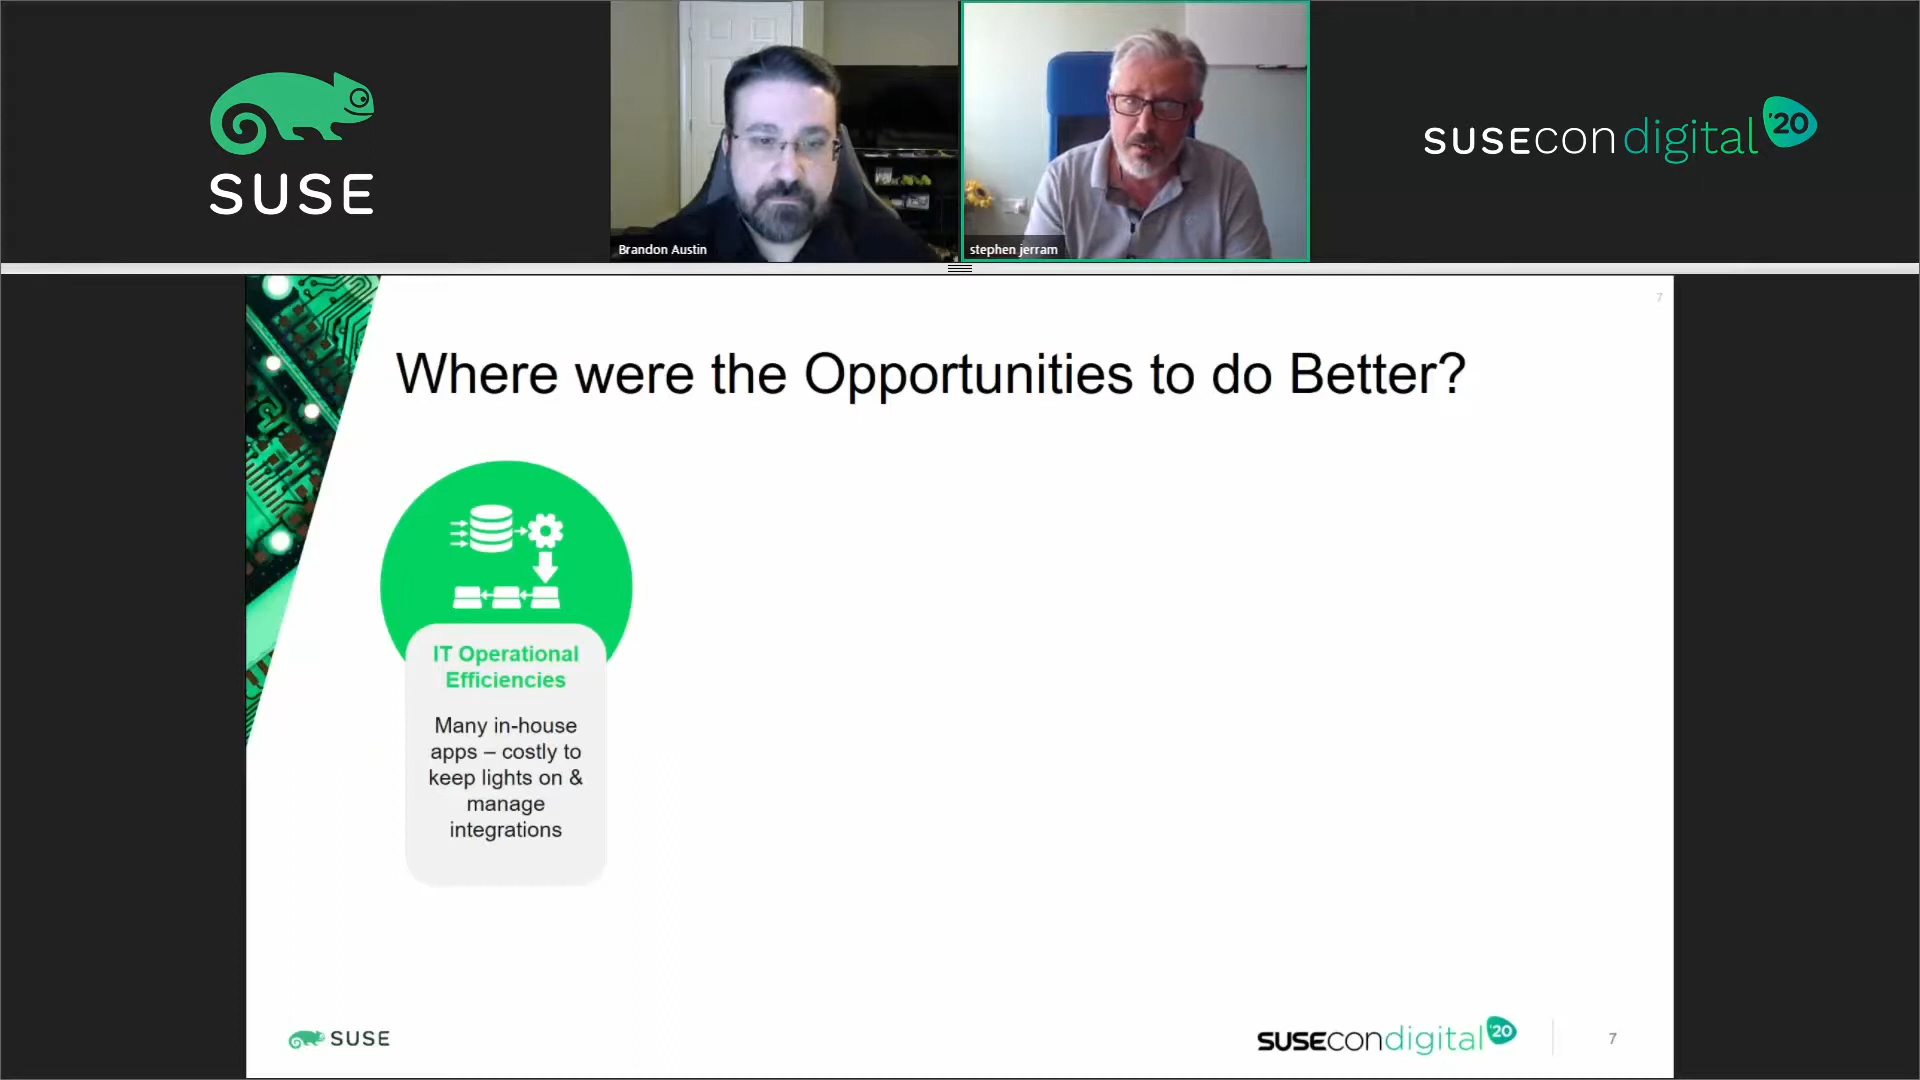 SUSE
SUSEcon digital '20
Brandon Austin
stephen jerram
7
Where were the Opportunities to do Better?
IT Operational
Efficiencies
Many in-house
apps – costly to
keep lights on &
manage
integrations
SUSE
SUSEcon digital '20
7